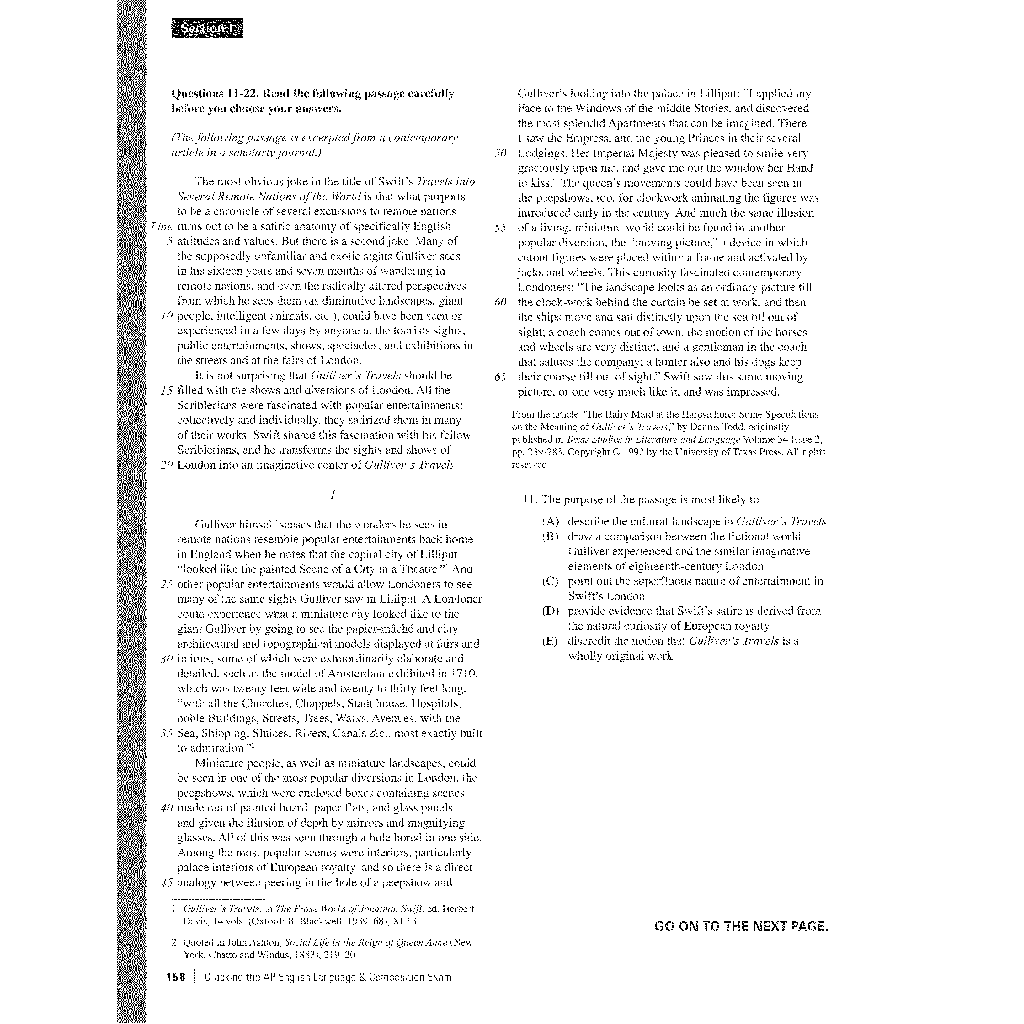 Section I
Questions 11-22. Read the following passage carefully
before you choose your answers.
(The following passage is excerpted from a contemporary
article in a scholarly journal.)
The most obvious joke in the title of Swift's Travels into
Several Remote Nations of the World is that what purports
to be a chronicle of several excursions to remote nations
Line turns out to be a satiric anatomy of specifically English
5 attitudes and values. But there is a second joke. Many of
the supposedly unfamiliar and exotic sights Gulliver sees
in his sixteen years and seven months of wandering in
remote nations, and even the radically altered perspectives
from which he sees them (as diminutive landscapes, giant
10 people, intelligent animals, etc.), could have been seen or
experienced in a few days by anyone at the tourists sights,
public entertainments, shows, spectacles, and exhibitions in
the streets and at the fairs of London.
It is not surprising that Gulliver's Travels should be
15 filled with the shows and diversions of London. All the
Scriblerians were fascinated with popular entertainments;
collectively and individually, they satirized them in many
of their works. Swift shared this fascination with his fellow
Scriblerians, and he transforms the sights and shows of
20 London into an imaginative center of Gulliver's Travels
I
Gulliver himself senses that the wonders he sees in
remote nations resemble popular entertainments back home
in England when he notes that the capital city of Lilliput
"looked like the painted Scene of a City in a Theatre". And
25 other popular entertainments would allow Londoners to see
many of the same sights Gulliver saw in Lilliput. A Londoner
could experience what a miniature city looked like to the
giant Gulliver by going to see the papier-mâché and clay
architectural and topographical models displayed at fairs and
30 in inns, some of which were extraordinarily elaborate and
detailed, such as the model of Amsterdam exhibited in 1710,
which was twenty feet wide and twenty to thirty feet long,
"with all the Churches, Chappels, Stadt house, Hospitals,
noble Buildings, Streets, Trees, Walks, Avenues, with the
35 Sea, Shipping, Sluices, Rivers, Canals &c., most exactly built
to admiration."2
Miniature people, as well as miniature landscapes, could
be seen in one of the most popular diversions in London, the
peepshows, which were enclosed boxes containing scenes
40 made out of painted board, paper flats, and glass panels
and given the illusion of depth by mirrors and magnifying
glasses. All of this was seen through a hole bored in one side.
Among the most popular scenes were interiors, particularly
palace interiors of European royalty, and so there is a direct
45 analogy between peering in the hole of a peepshow and
1 Gulliver's Travels, in The Prose Works of Jonathan Swift, ed. Herbert
Davis, 14 vols. (Oxford: B. Blackwell, 1939-68),
2 Quoted in John Ashton, Social Life in the Reign of Queen Anne (New
York: Chatto and Windus, 1883), 219-20
158 | Cracking the AP English Language & Composition Exam
Gulliver's looking into the palace in Lilliput: "I applied my
Face to the Windows of the middle Stories, and discovered
the most splendid Apartments that can be imagined. There
I saw the Empress, and the young Princes in their several
50 Lodgings. Her Imperial Majesty was pleased to smile very
graciously upon me, and gave me out the window her Hand
to kiss." The queen's movements could have been seen in
the peepshows, too, for clockwork animating the figures was
introduced early in the century. And much the same illusion
55 of a living, miniature world could be found in another
popular diversion, the "moving picture," a device in which
cutout figures were placed within a frame and activated by
jacks and wheels. This curiosity fascinated contemporary
Londoners: "The landscape looks as an ordinary picture till
60 the clock-work behind the curtain be set at work, and then
the ships move and sail distinctly upon the sea till out of
sight; a coach comes out of town, the motion of the horses
and wheels are very distinct, and a gentleman in the coach
that salutes the company; a hunter also and his dogs keep
65 their course till out of sight." Swift saw this same moving
picture, or one very much like it, and was impressed.
From the article "The Hairy Maid at the Harpsichord: Some Speculations
on the Meaning of Gulliver's Travels," by Dennis Todd, originally
published in Texas Studies in Literature and Language Volume 34 Issue 2,
pp. 239-283. Copyright © 1992 by the University of Texas Press. All rights
reserved.
11. The purpose of the passage is most likely to
(A) describe the cultural landscape in Gulliver's Travels
(B) draw a comparison between the fictional world
Gulliver experienced and the similar imaginative
elements of eighteenth-century London
(C) point out the superfluous nature of entertainment in
Swift's London
(D) provide evidence that Swift's satire is derived from
the natural curiosity of European royalty
(E) discredit the notion that Gulliver's Travels is a
wholly original work
GO ON TO THE NEXT PAGE.